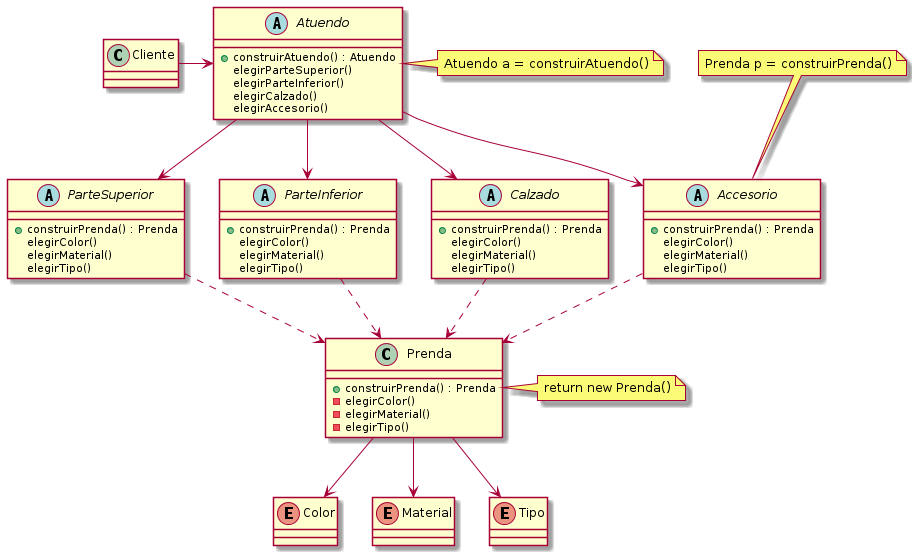 A Atuendo
C Cliente
construirAtuendo() : Atuendo
elegirParteSuperior()
elegirParteInferior()
elegirCalzado()
elegirAccesorio()
Atuendo a = construirAtuendo()
Prenda p = construirPrenda()
A ParteSuperior
construirPrenda() : Prenda
elegirColor()
elegirMaterial()
elegirTipo()
A ParteInferior
construirPrenda() : Prenda
elegirColor()
elegirMaterial()
elegirTipo()
A Calzado
construirPrenda() : Prenda
elegirColor()
elegirMaterial()
elegirTipo()
A Accesorio
construirPrenda() : Prenda
elegirColor()
elegirMaterial()
elegirTipo()
C Prenda
construirPrenda() : Prenda
elegirColor()
elegirMaterial()
elegirTipo()
return new Prenda()
E Color
E Material
E Tipo